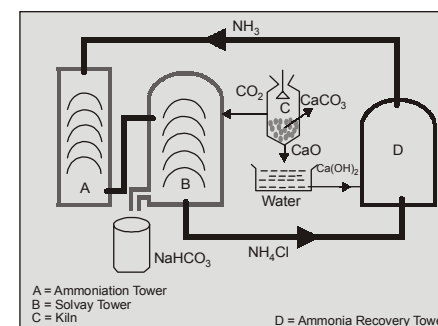 NH₃
CO₂
C
CaCO₃
CaO
Ca(OH)₂
Water
A
B
D
NaHCO₃
NH₄Cl
A = Ammoniation Tower
B = Solvay Tower
C = Kiln
D = Ammonia Recovery Towe